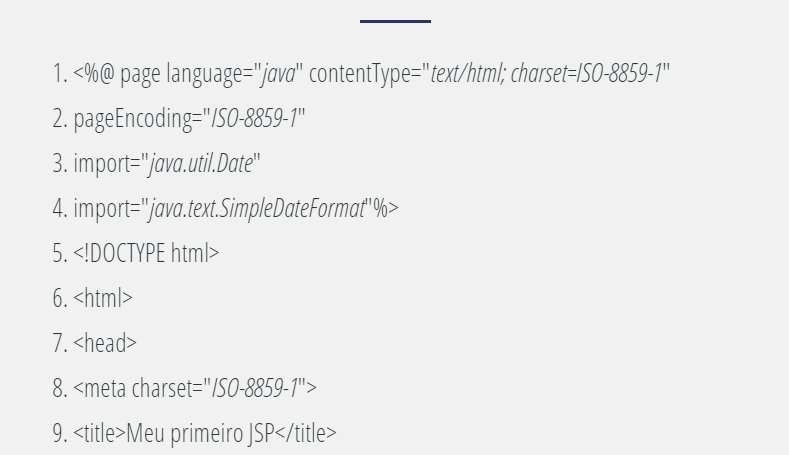 1. <%@ page language="java" contentType="text/html; charset=ISO-8859-1"
2. pageEncoding="ISO-8859-1"
3. import="java.util.Date"
4. import="java.text.SimpleDateFormat"%>
5. <!DOCTYPE html>
6. <html>
7. <head>
8. <meta charset="ISO-8859-1">
9. <title>Meu primeiro JSP</title>